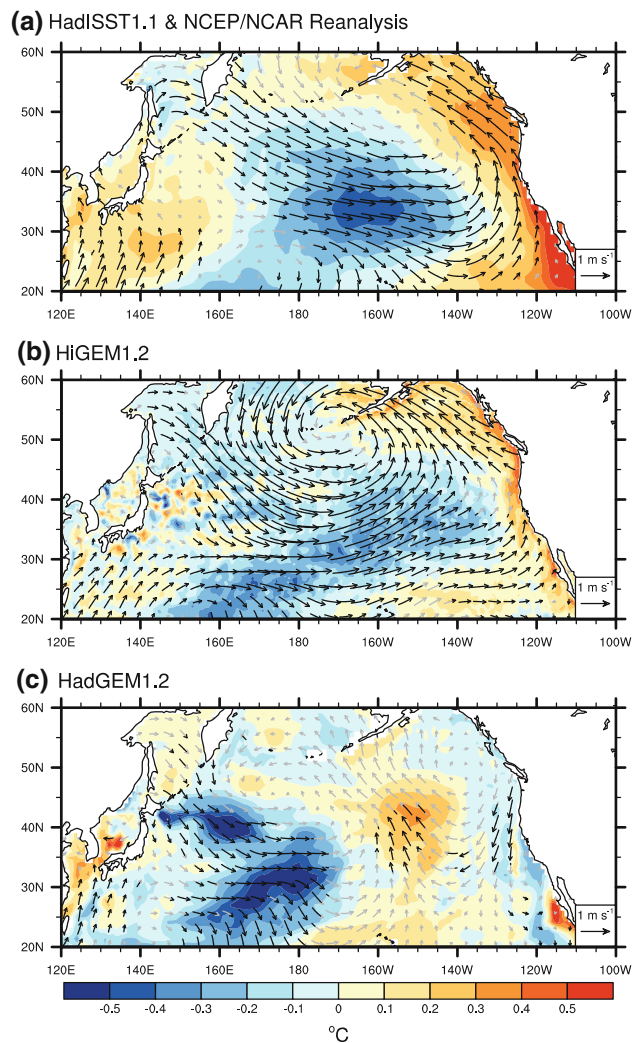 (a) HadISST1.1 & NCEP/NCAR Reanalysis
60N
50N
40N
30N
20N
1 m s-1
120E 140E 160E 180 160W 140W 120W 100W
(b) HiGEM1.2
60N
50N
40N
30N
20N
1 m s-1
120E 140E 160E 180 160W 140W 120W 100W
(c) HadGEM1.2
60N
50N
40N
30N
20N
1 m s-1
120E 140E 160E 180 160W 140W 120W 100W
-0.5 -0.4 -0.3 -0.2 -0.1 0 0.1 0.2 0.3 0.4 0.5
°C